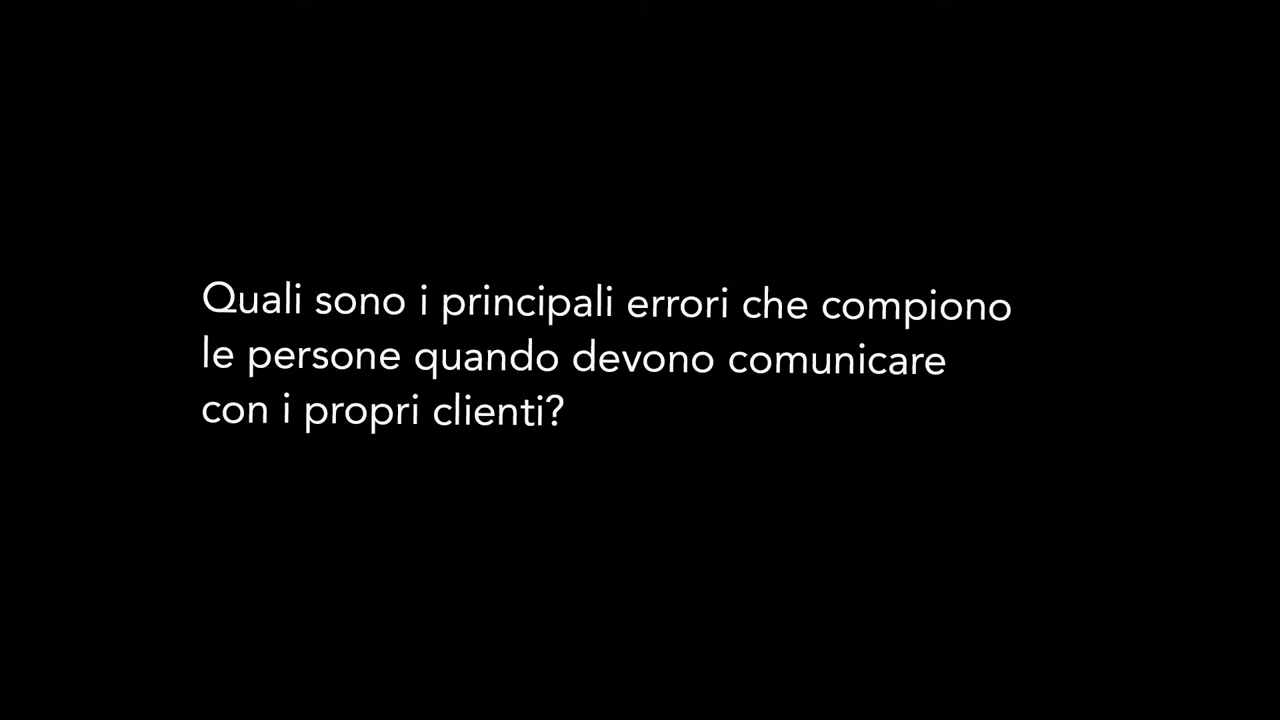 Quali sono i principali errori che compiono
le persone quando devono comunicare
con i propri clienti?